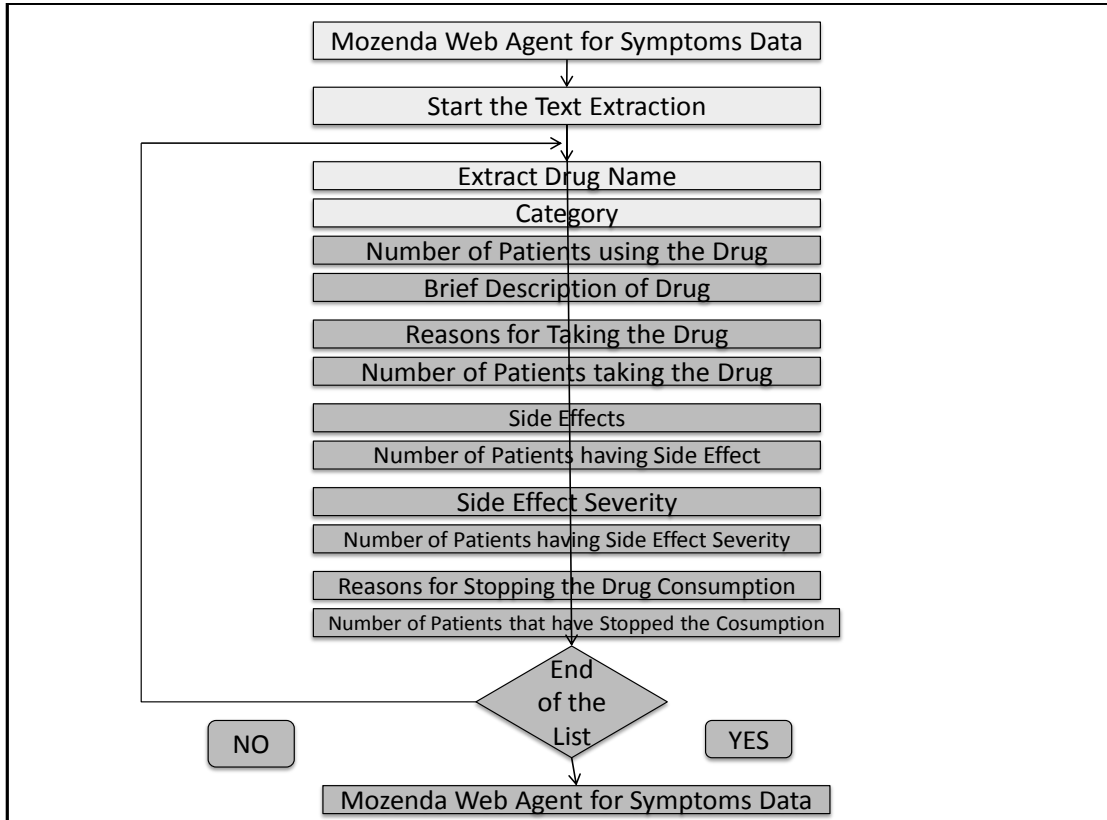 Mozenda Web Agent for Symptoms Data
Start the Text Extraction
Extract Drug Name
Category
Number of Patients using the Drug
Brief Description of Drug
Reasons for Taking the Drug
Number of Patients taking the Drug
Side Effects
Number of Patients having Side Effect
Side Effect Severity
Number of Patients having Side Effect Severity
Reasons for Stopping the Drug Consumption
Number of Patients that have Stopped the Cosumption
End
of the
List
NO
YES
Mozenda Web Agent for Symptoms Data